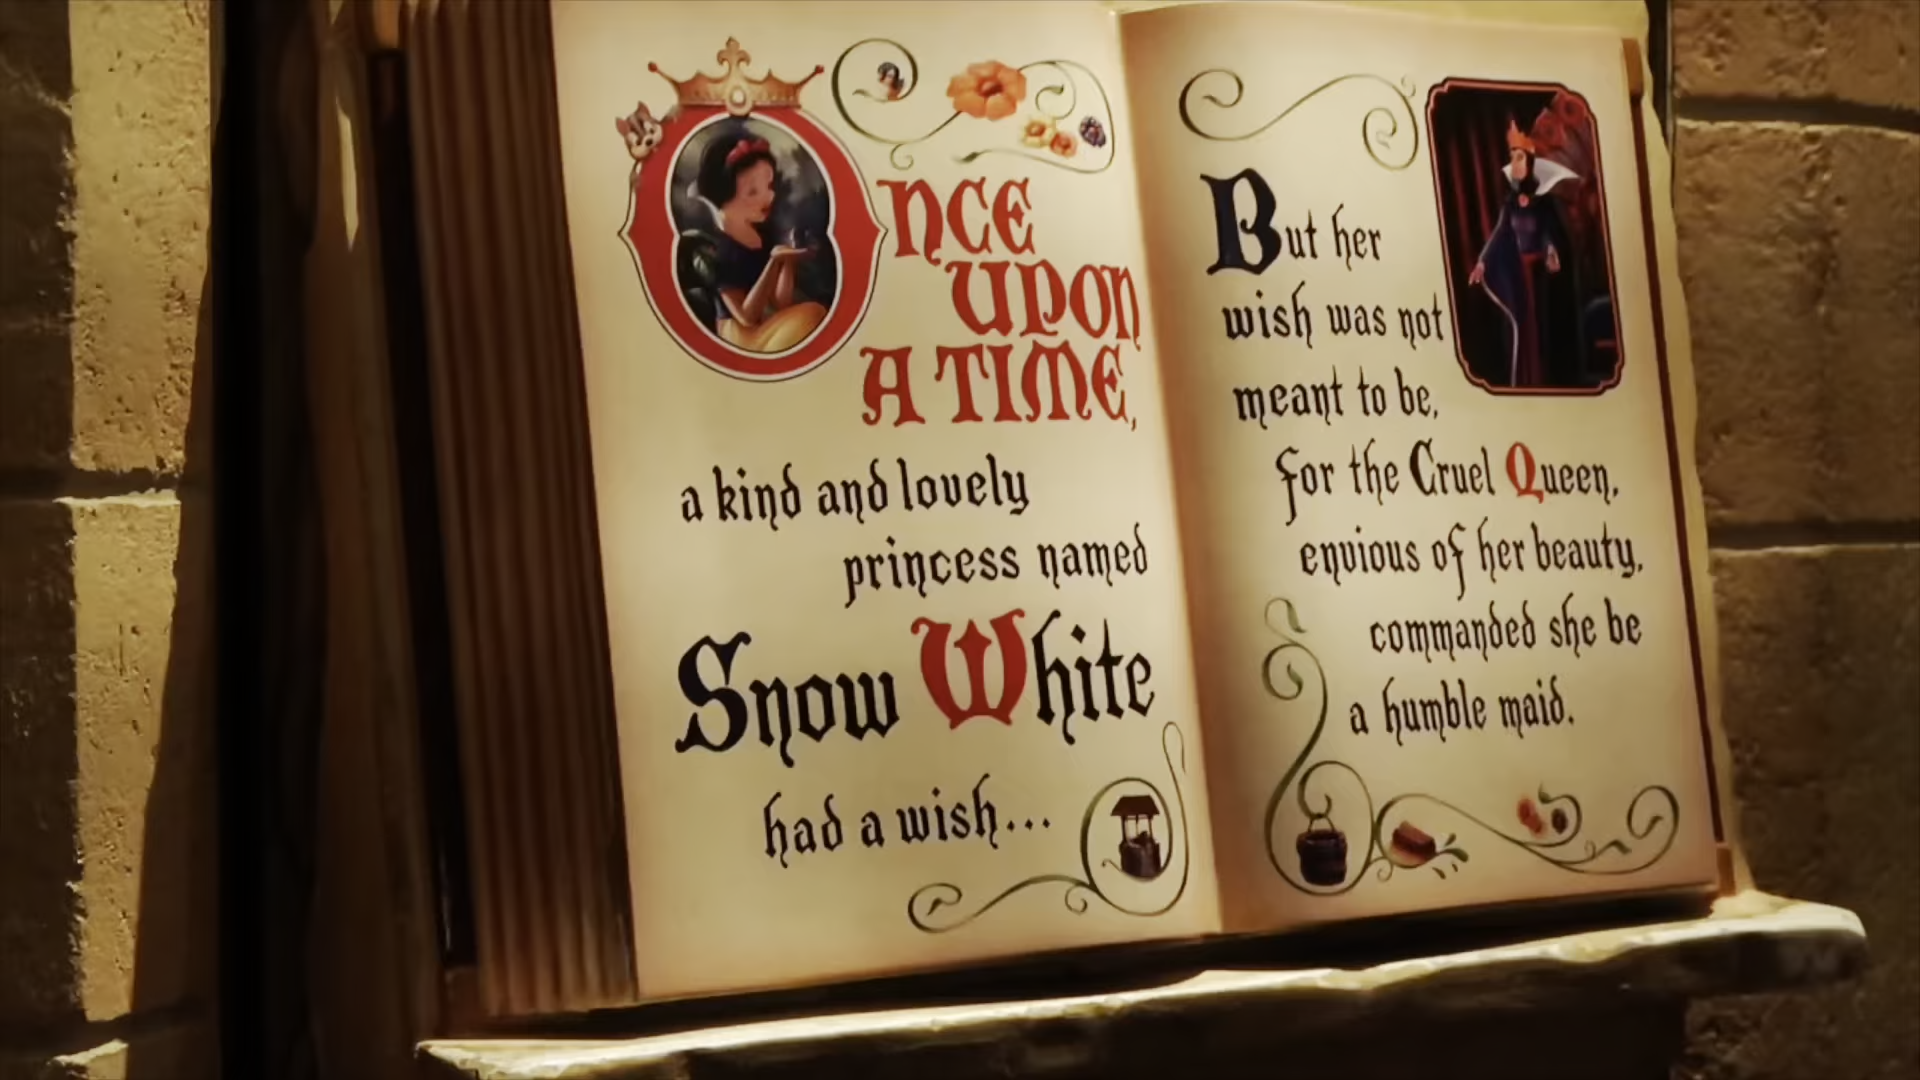 Once
upon
a time,
a kind and lovely
princess named
Snow White
had a wish...
But her
wish was not
meant to be,
for the Cruel Queen,
envious of her beauty,
commanded she be
a humble maid.